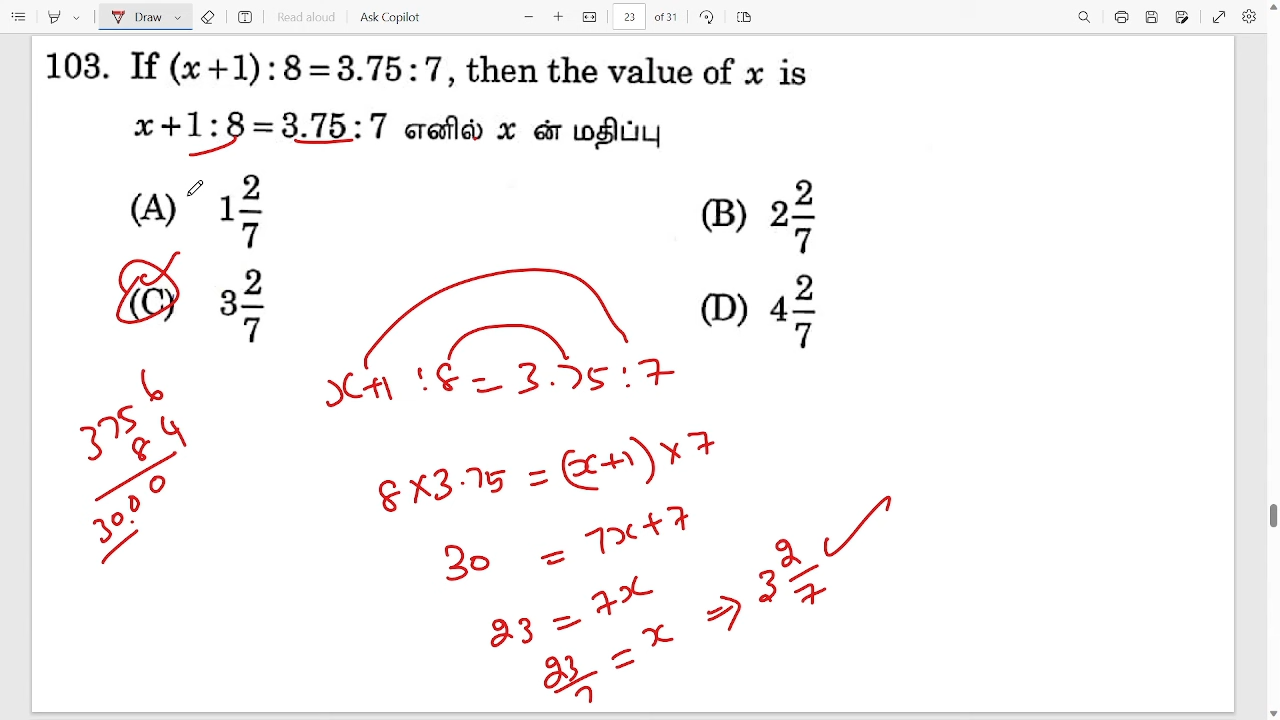 Draw
Read aloud
Ask Copilot
23 of 31
103. If (x+1) : 8 = 3.75 : 7, then the value of x is
x+1 : 8 = 3.75 : 7 எனில் x ன் மதிப்பு
(A) 1 2/7
(B) 2 2/7
(C) 3 2/7
(D) 4 2/7
x+1 : 8 = 3.75 : 7
6 4
375
8
30.00
8×3.75 = (x+1)×7
30 = 7x+7
23 = 7x
23/7 = x ⇒ 3 2/7